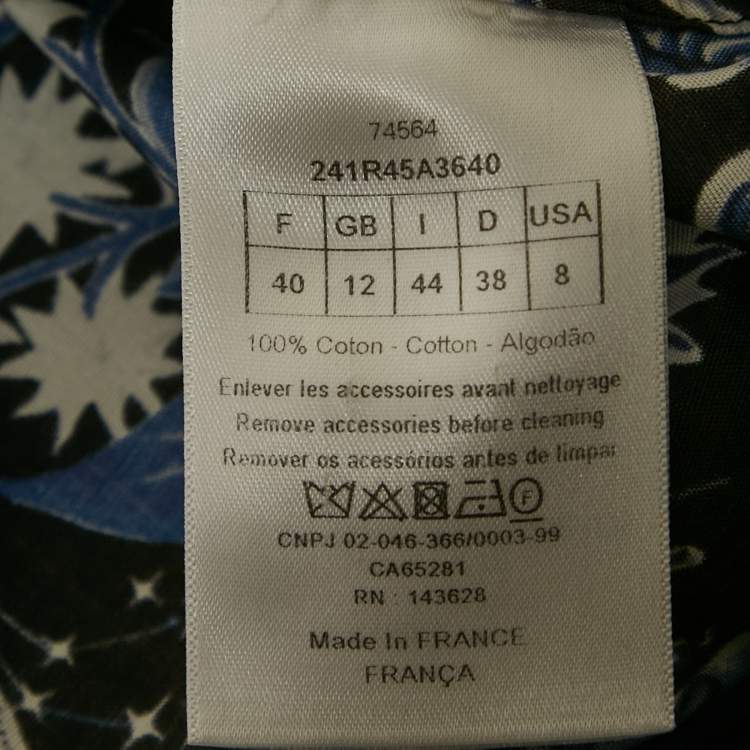 74564
241R45A3640
F GB I D USA
40 12 44 38 8
100% Coton - Cotton - Algodão
Enlever les accessoires avant nettoyage
Remove accessories before cleaning
Remover os acessórios antes de limpar
F
CNPJ 02-046-366/0003-99
CA65281
RN : 143628
Made In FRANCE
FRANÇA